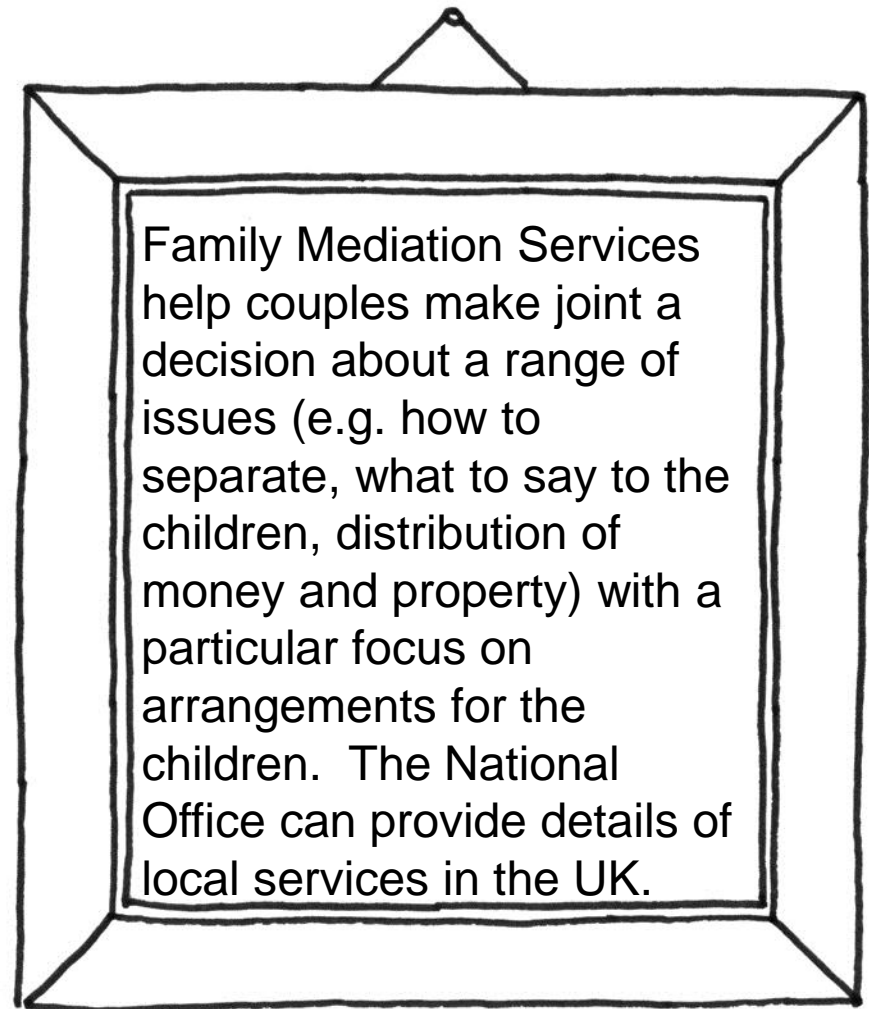 Family Mediation Services
help couples make joint a
decision about a range of
issues (e.g. how to
separate, what to say to the
children, distribution of
money and property) with a
particular focus on
arrangements for the
children.  The National
Office can provide details of
local services in the UK.